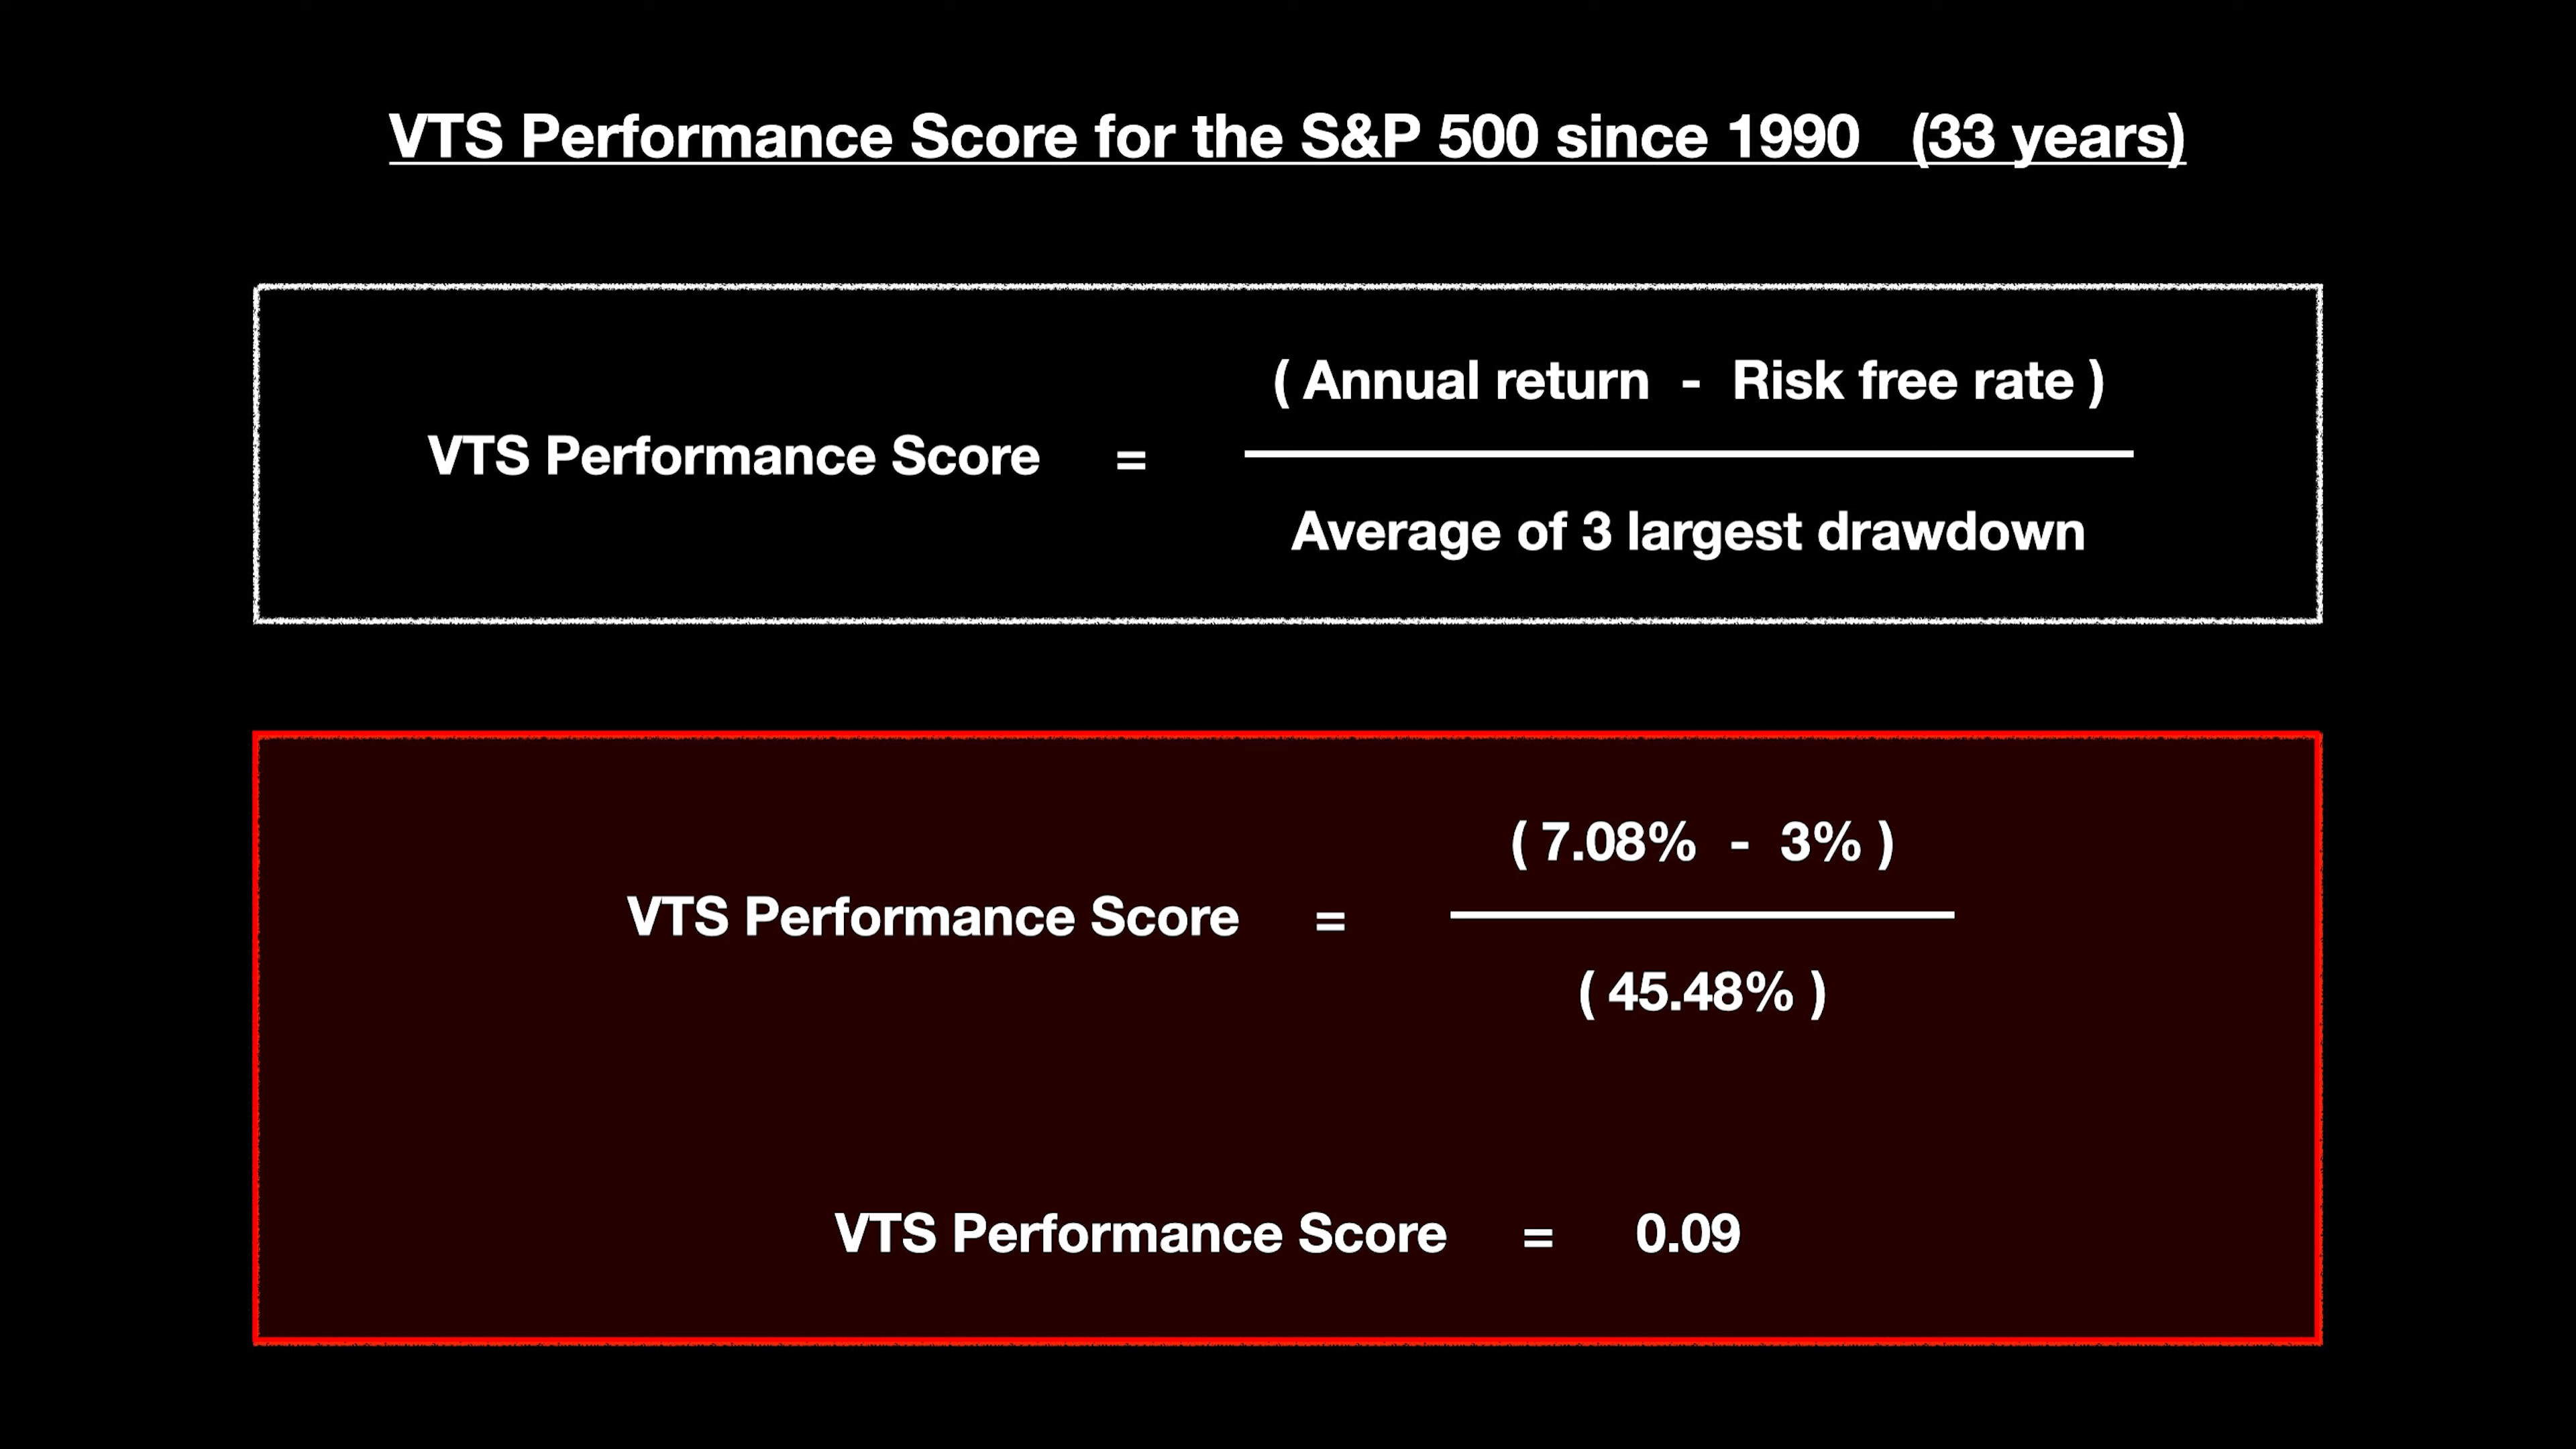 VTS Performance Score for the S&P 500 since 1990 (33 years)
( Annual return - Risk free rate )
VTS Performance Score =
Average of 3 largest drawdown
( 7.08% - 3% )
VTS Performance Score =
( 45.48% )
VTS Performance Score = 0.09